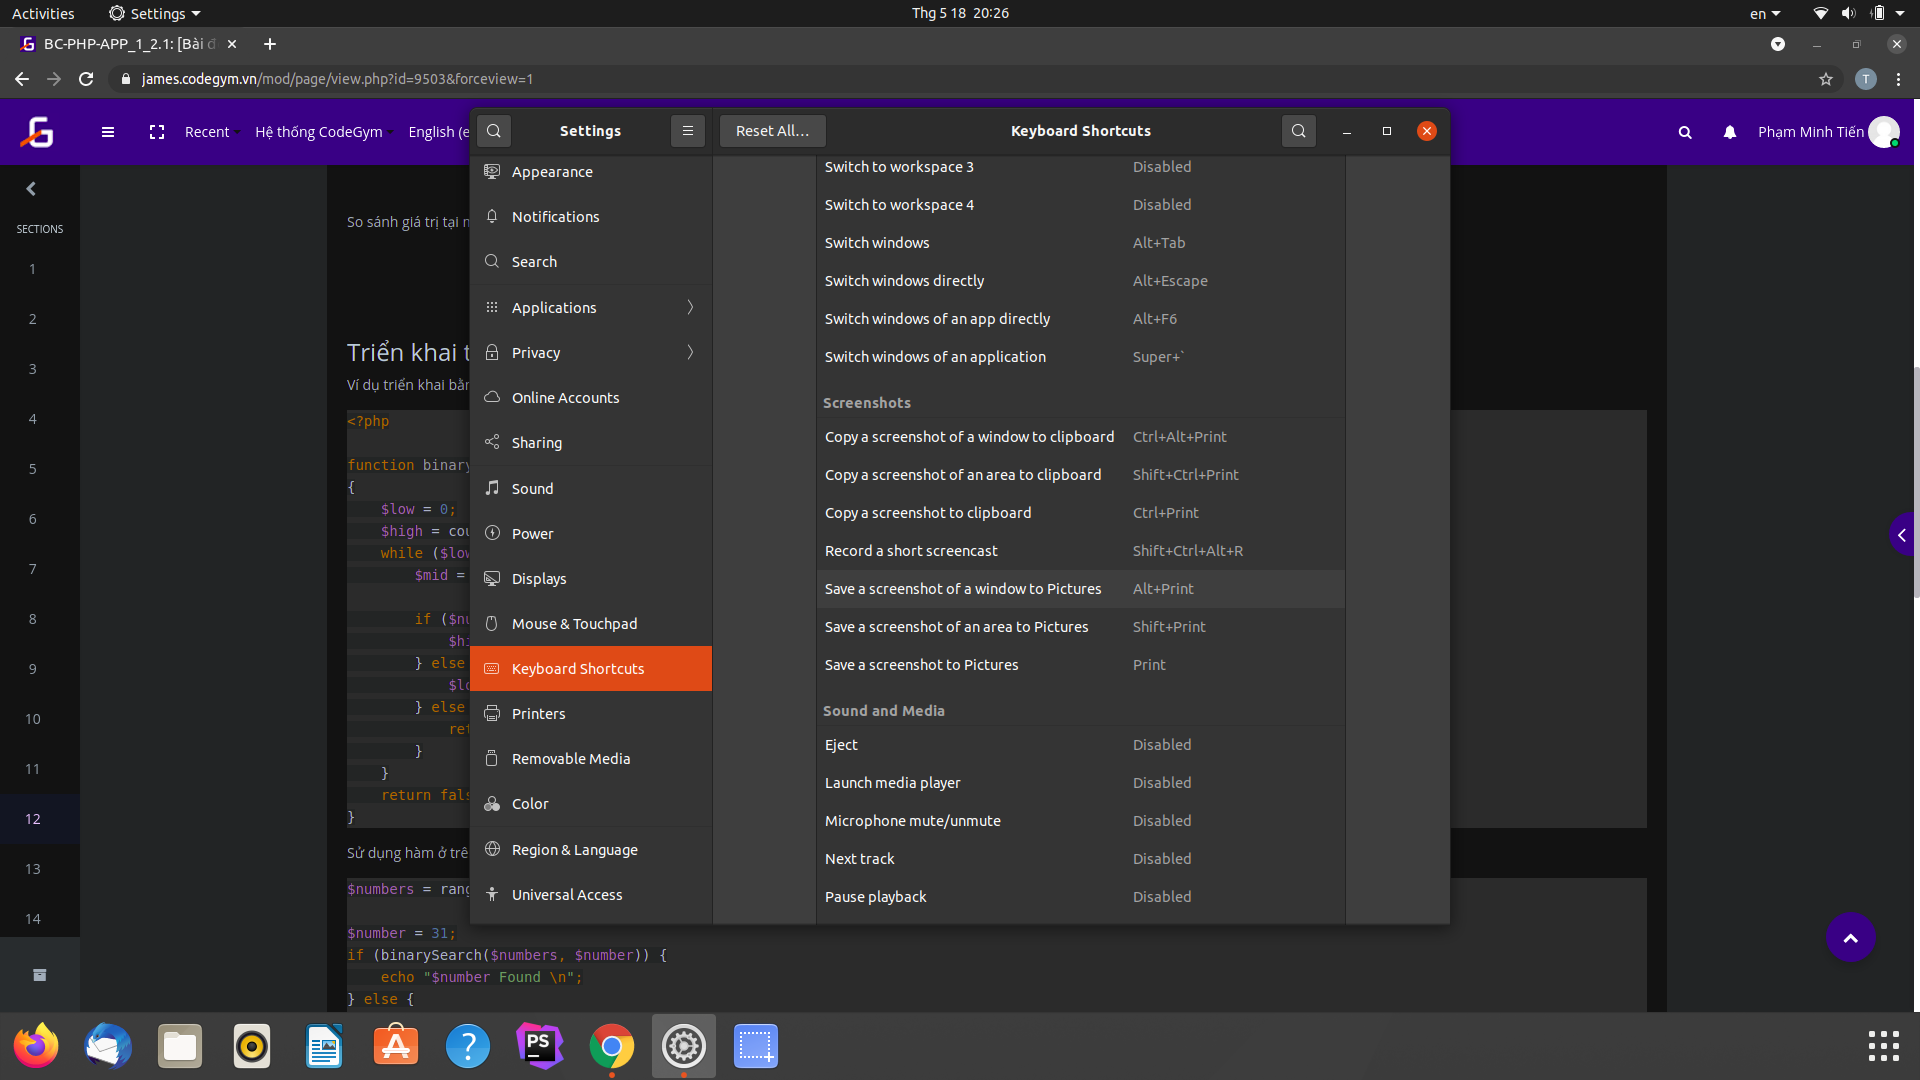 Activities
Settings
Thg 5 18 20:26
en
BC-PHP-APP_1_2.1: [Bài đ
james.codegym.vn/mod/page/view.php?id=9503&forceview=1
T
Recent
Hệ thống CodeGym
English (e
Phạm Minh Tiến
SECTIONS
1
2
3
4
5
6
7
8
9
10
11
12
13
14
So sánh giá trị tại
Triển khai
Ví dụ triển khai bằn
<?php
function binary
{
$low = 0;
$high = cou
while ($low
$mid =
if ($nu
$hi
} else
$lo
} else
ret
}
}
return fals
}
Sử dụng hàm ở trê
$numbers = rang
$number = 31;
if (binarySearch($numbers, $number)) {
echo "$number Found \n";
} else {
Settings
Appearance
Notifications
Search
Applications
Privacy
Online Accounts
Sharing
Sound
Power
Displays
Mouse & Touchpad
Keyboard Shortcuts
Printers
Removable Media
Color
Region & Language
Universal Access
Reset All...
Keyboard Shortcuts
Switch to workspace 3 Disabled
Switch to workspace 4 Disabled
Switch windows Alt+Tab
Switch windows directly Alt+Escape
Switch windows of an app directly Alt+F6
Switch windows of an application Super+`
Screenshots
Copy a screenshot of a window to clipboard Ctrl+Alt+Print
Copy a screenshot of an area to clipboard Shift+Ctrl+Print
Copy a screenshot to clipboard Ctrl+Print
Record a short screencast Shift+Ctrl+Alt+R
Save a screenshot of a window to Pictures Alt+Print
Save a screenshot of an area to Pictures Shift+Print
Save a screenshot to Pictures Print
Sound and Media
Eject Disabled
Launch media player Disabled
Microphone mute/unmute Disabled
Next track Disabled
Pause playback Disabled
PS